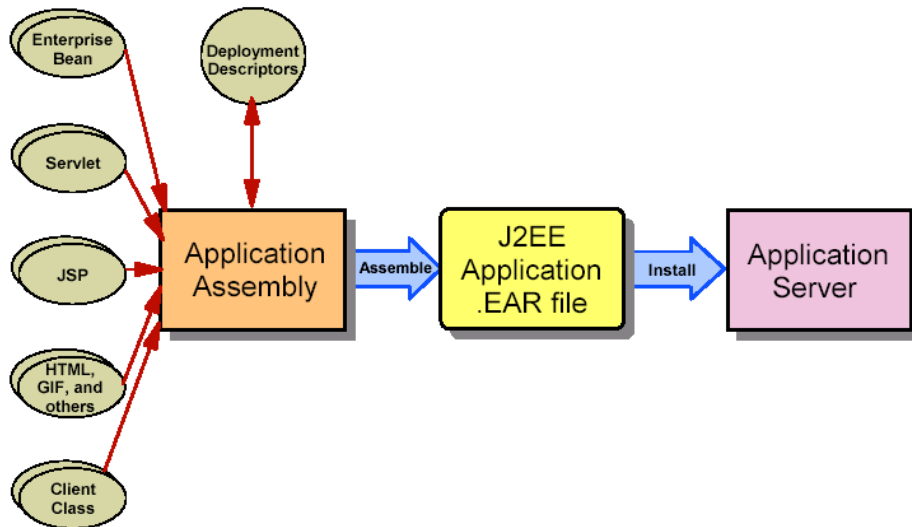 Enterprise
Bean
Deployment
Descriptors
Servlet
JSP
HTML,
GIF, and
others
Client
Class
Application
Assembly
Assemble
J2EE
Application
.EAR file
Install
Application
Server